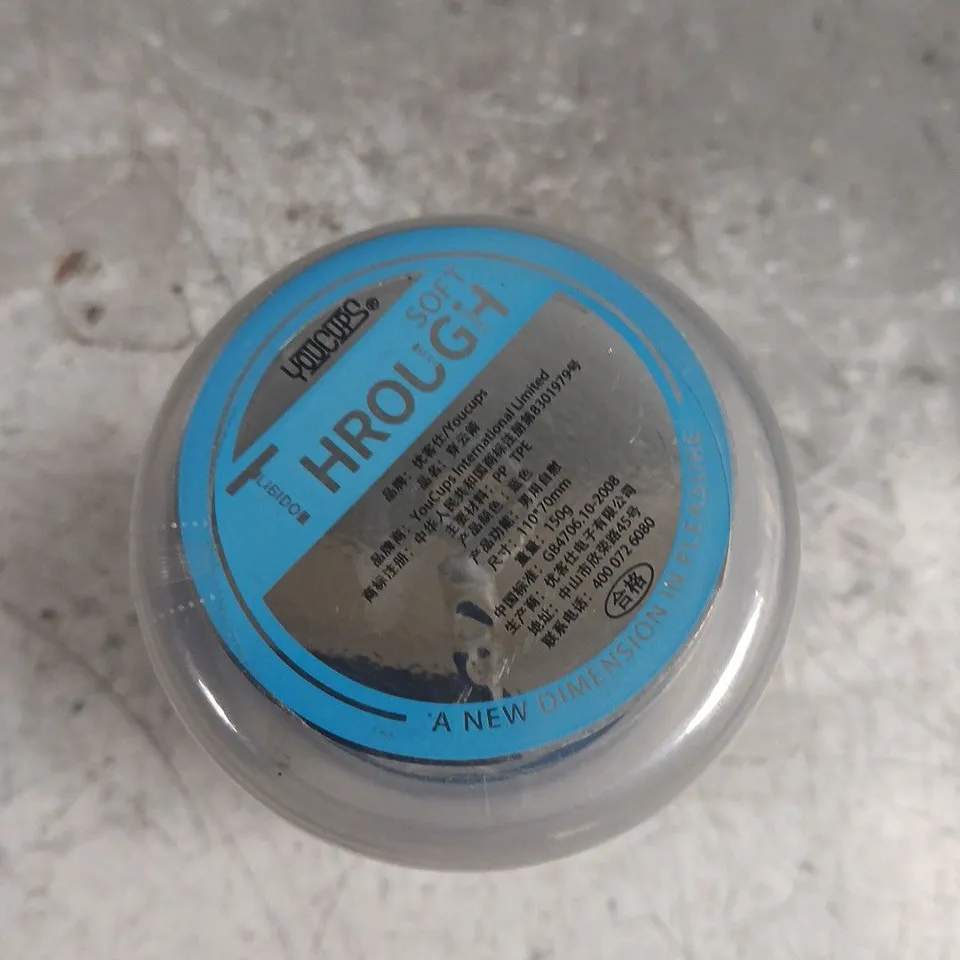 YOUCUPS®
SOFT
THROUGH
LIBIDO
品牌：优客仕/Youcups
品名：穿云箭
品牌商：YouCups International Limited
商标注册：中华人民共和国商标注册第8301979号
主要材料：PP TPE
产品颜色：蓝色
产品功能：男用自慰
尺寸：110*70mm
重量：150g
中国标准：GB4706.10-2008
生产商：优客仕电子有限公司
地址：中山市欣荣路45号
联系电话：400 072 6080
合格
A NEW DIMENSION IN PLEASURE